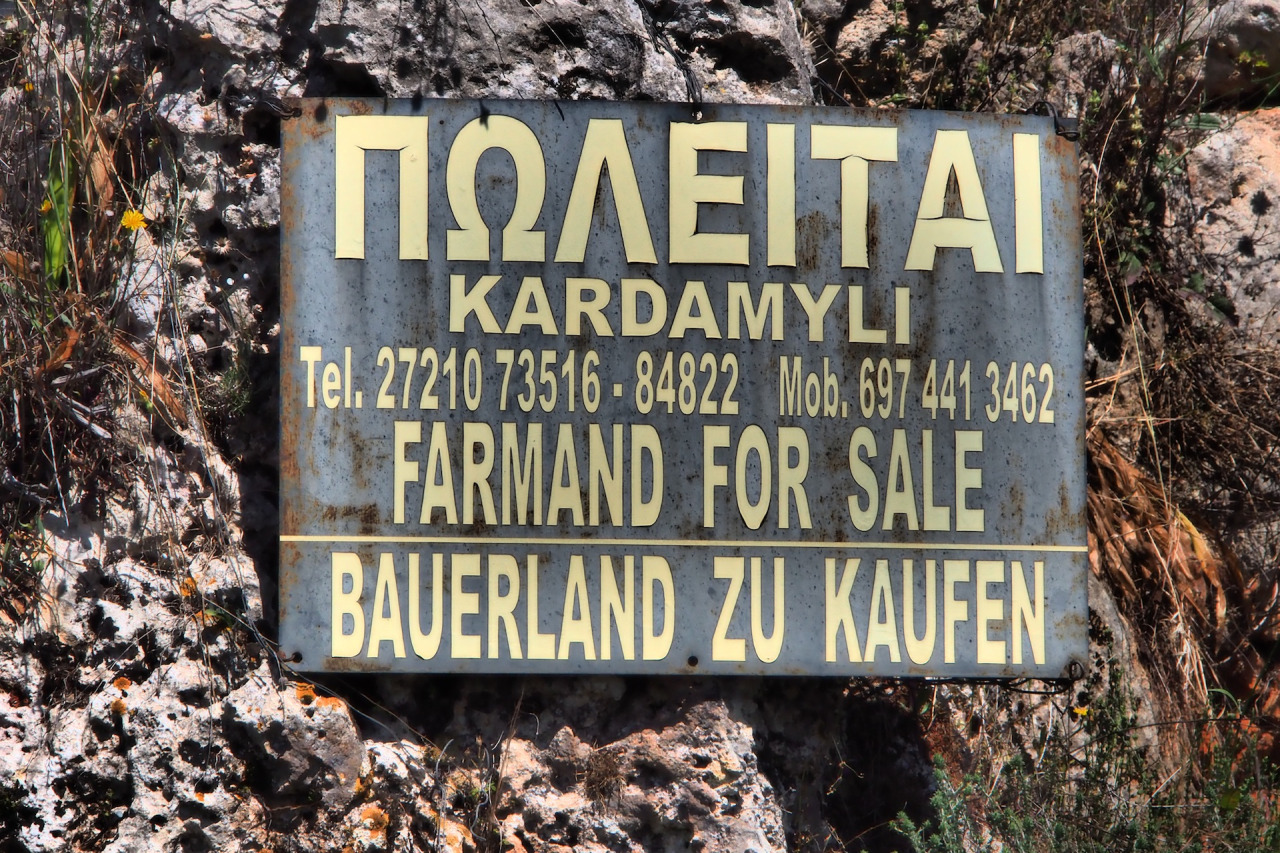 ΠΩΛΕΙΤΑΙ
KARDAMYLI
Tel. 27210 73516 - 84822 Mob. 697 441 3462
FARMAND FOR SALE
BAUERLAND ZU KAUFEN